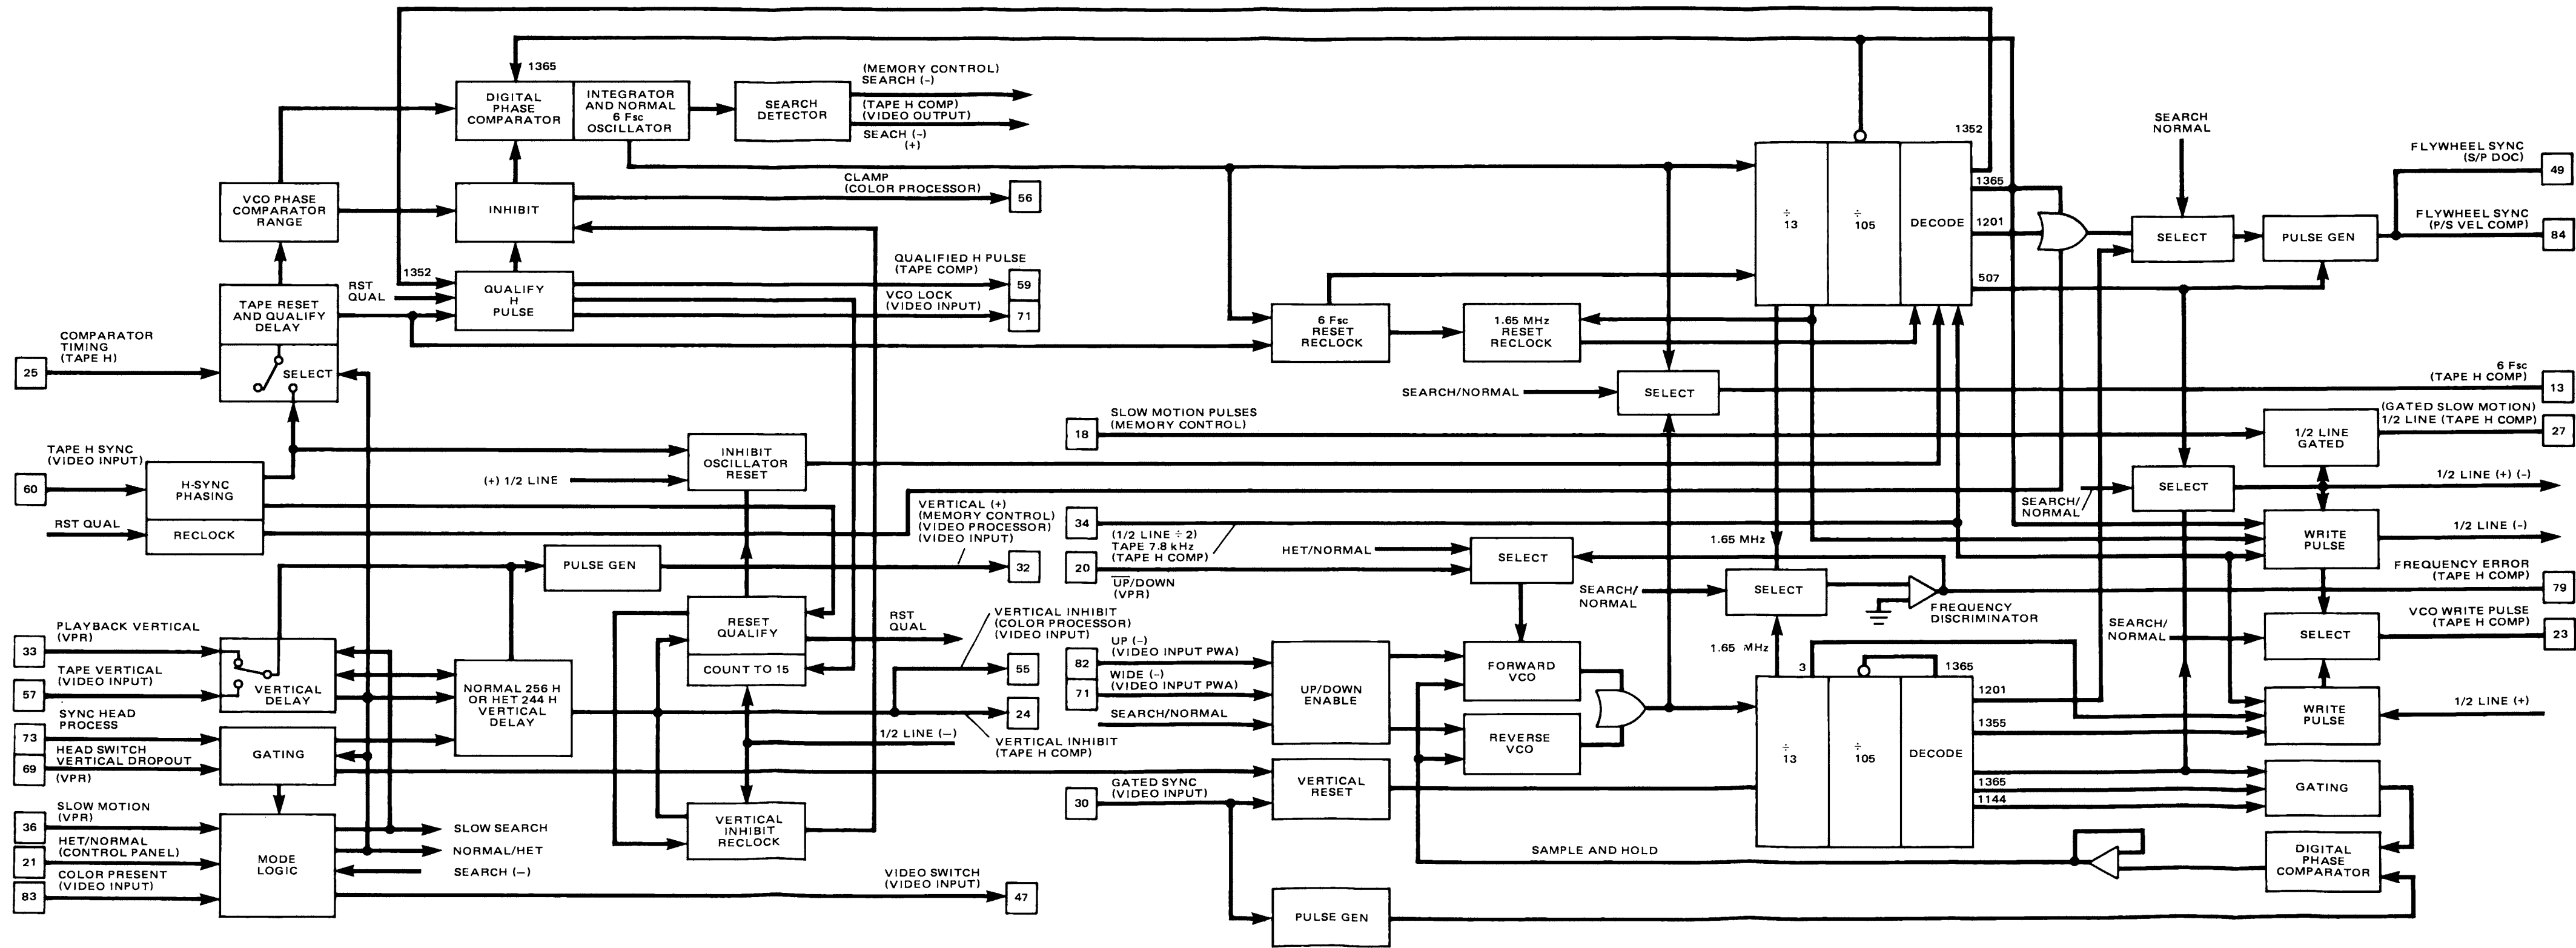 1365
DIGITAL
PHASE
COMPARATOR
INTEGRATOR
AND NORMAL
6 Fsc
OSCILLATOR
SEARCH
DETECTOR
(MEMORY CONTROL)
SEARCH (-)
(TAPE H COMP)
(VIDEO OUTPUT)
SEACH (-)
(+)
VCO PHASE
COMPARATOR
RANGE
INHIBIT
CLAMP
(COLOR PROCESSOR)
56
1352
RST
QUAL
QUALIFY
H
PULSE
QUALIFIED H PULSE
(TAPE COMP)
59
VCO LOCK
(VIDEO INPUT)
71
TAPE RESET
AND QUALIFY
DELAY
SELECT
COMPARATOR
TIMING
(TAPE H)
25
TAPE H SYNC
(VIDEO INPUT)
60
H-SYNC
PHASING
RST QUAL
RECLOCK
INHIBIT
OSCILLATOR
RESET
(+) 1/2 LINE
PULSE GEN
VERTICAL (+)
(MEMORY CONTROL)
(VIDEO PROCESSOR)
(VIDEO INPUT)
32
PLAYBACK VERTICAL
(VPR)
33
TAPE VERTICAL
(VIDEO INPUT)
57
VERTICAL
DELAY
SYNC HEAD
PROCESS
73
HEAD SWITCH
VERTICAL DROPOUT
69
(VPR)
GATING
NORMAL 256 H
OR HET 244 H
VERTICAL
DELAY
RESET
QUALIFY
COUNT TO 15
RST
QUAL
VERTICAL INHIBIT
(COLOR PROCESSOR)
(VIDEO INPUT)
55
24
1/2 LINE (—)
VERTICAL INHIBIT
(TAPE H COMP)
VERTICAL
INHIBIT
RECLOCK
SLOW MOTION
(VPR)
36
HET/NORMAL
(CONTROL PANEL)
21
COLOR PRESENT
(VIDEO INPUT)
83
MODE
LOGIC
SLOW SEARCH
NORMAL/HET
SEARCH (—)
VIDEO SWITCH
(VIDEO INPUT)
47
÷
13
÷
105
DECODE
1352
1365
1201
507
SEARCH
NORMAL
SELECT
PULSE GEN
FLYWHEEL SYNC
(S/P DOC)
49
FLYWHEEL SYNC
(P/S VEL COMP)
84
6 Fsc
RESET
RECLOCK
1.65 MHz
RESET
RECLOCK
SEARCH/NORMAL
SELECT
6 Fsc
(TAPE H COMP)
13
18
SLOW MOTION PULSES
(MEMORY CONTROL)
1/2 LINE
GATED
(GATED SLOW MOTION)
1/2 LINE (TAPE H COMP)
27
SEARCH/
NORMAL
SELECT
1/2 LINE (+) (-)
34
(1/2 LINE ÷ 2)
TAPE 7.8 kHz
(TAPE H COMP)
20
UP/DOWN
(VPR)
HET/NORMAL
SELECT
1.65 MHz
WRITE
PULSE
1/2 LINE (-)
SEARCH/
NORMAL
SELECT
FREQUENCY
DISCRIMINATOR
FREQUENCY ERROR
(TAPE H COMP)
79
SEARCH/
NORMAL
SELECT
VCO WRITE PULSE
(TAPE H COMP)
23
1.65 MHz
3
82
UP (-)
(VIDEO INPUT PWA)
71
WIDE (-)
(VIDEO INPUT PWA)
SEARCH/NORMAL
UP/DOWN
ENABLE
FORWARD
VCO
REVERSE
VCO
1365
÷
13
÷
105
DECODE
1201
1355
1365
1144
WRITE
PULSE
1/2 LINE (+)
GATING
30
GATED SYNC
(VIDEO INPUT)
VERTICAL
RESET
SAMPLE AND HOLD
DIGITAL
PHASE
COMPARATOR
PULSE GEN